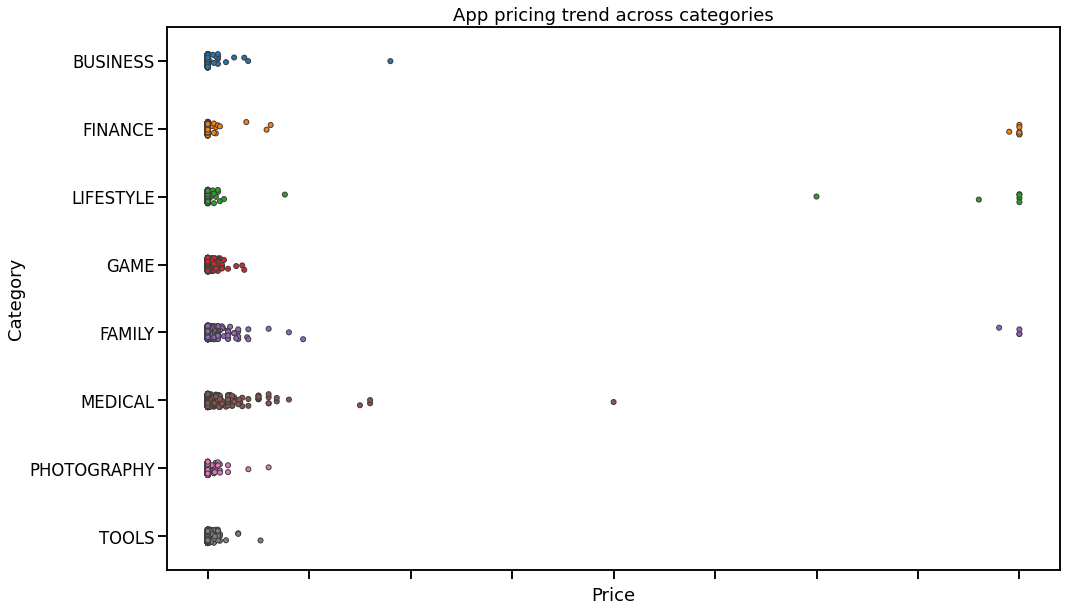 App pricing trend across categories
BUSINESS
FINANCE
LIFESTYLE
GAME
FAMILY
MEDICAL
PHOTOGRAPHY
TOOLS
Category
Price